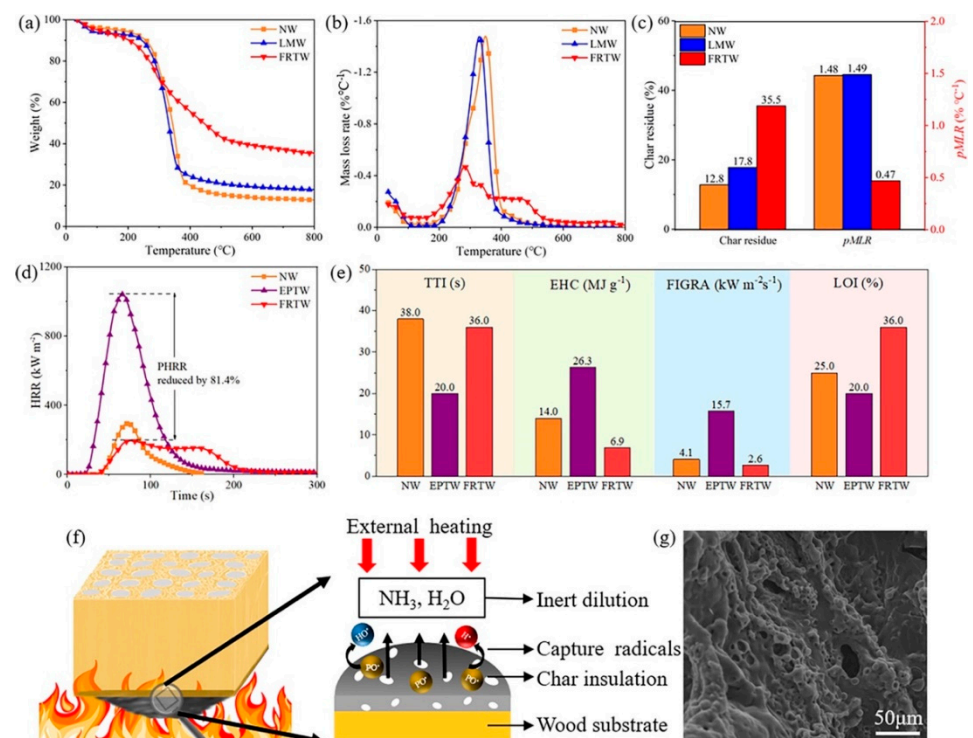 (a)
100
80
60
40
20
0
Weight (%)
0 200 400 600 800
Temperature (°C)
NW
LMW
FRTW
(b)
-1.6
-1.2
-0.8
-0.4
0.0
Mass loss rate (%°C⁻¹)
0 200 400 600 800
Temperature (°C)
NW
LMW
FRTW
(c)
60
40
20
0
Char residue (%)
NW
LMW
FRTW
12.8 17.8 35.5
1.48 1.49 0.47
Char residue pMLR
2.0
1.5
1.0
0.5
0.0
pMLR (% °C⁻¹)
(d)
1200
900
600
400
0
HRR (kW m⁻²)
NW
EPTW
FRTW
PHRR
reduced by 81.4%
0 100 200 300
Time (s)
(e)
50
40
30
20
10
0
TTI (s) EHC (MJ g⁻¹) FIGRA (kW m⁻²s⁻¹) LOI (%)
38.0 20.0 36.0
14.0 26.3 6.9
4.1 15.7 2.6
25.0 20.0 36.0
NW EPTW FRTW NW EPTW FRTW NW EPTW FRTW NW EPTW FRTW
(f)
External heating
NH₃, H₂O
Inert dilution
HO• H•
Capture radicals
PO• PO• PO•
Char insulation
Wood substrate
(g)
50μm